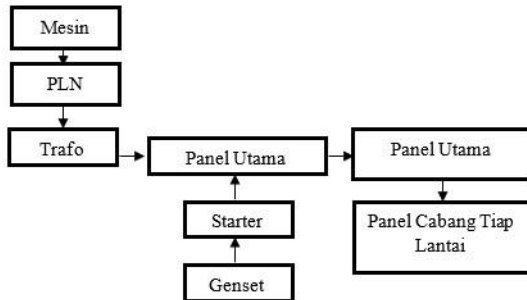 Mesin
PLN
Trafo
Panel Utama
Panel Utama
Starter
Panel Cabang Tiap
Lantai
Genset